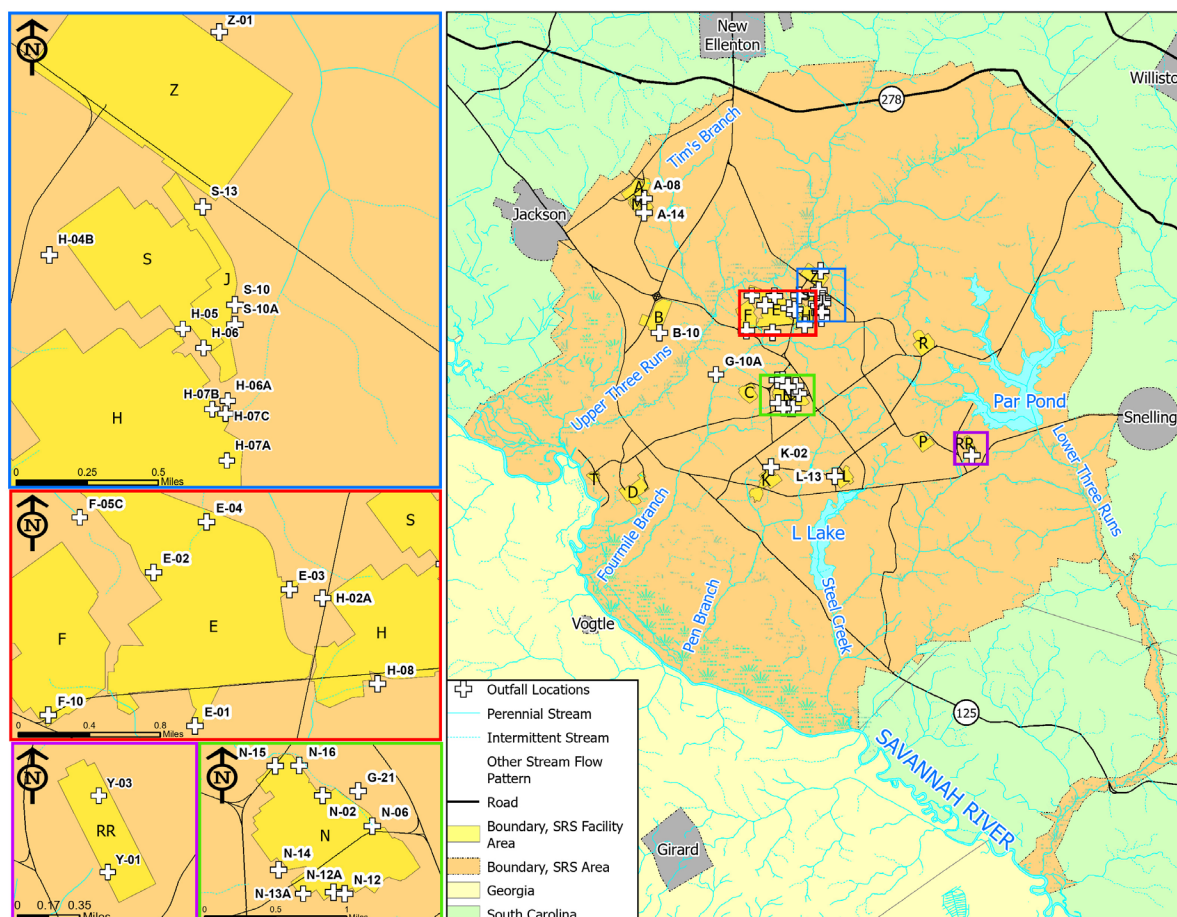 N
Z-01
Z
S-13
H-04B
S
J
S-10
S-10A
H-05
H-06
H-06A
H-07B
H-07C
H
H-07A
0 0.25 0.5
Miles
N
F-05C
E-04
S
E-02
E-03
H-02A
E
F
H
H-08
F-10
E-01
0 0.4 0.8
Miles
N
Y-03
RR
Y-01
0 0.17 0.35
Miles
N
N-15
N-16
G-21
N-02
N-06
N
N-14
N-12A
N-12
N-13A
0 0.5 1
Miles
New
Ellenton
Williston
278
Tim's Branch
A
A-08
M
A-14
Jackson
Z
S
F
E
H
B
B-10
R
G-10A
Upper Three Runs
C
N
Par Pond
Snelling
P
RR
Lower Three Runs
K-02
L-13
K
L
T
D
Fourmile Branch
L Lake
Pen Branch
Steel Creek
Vogtle
125
SAVANNAH RIVER
Girard
Outfall Locations
Perennial Stream
Intermittent Stream
Other Stream Flow
Pattern
Road
Boundary, SRS Facility
Area
Boundary, SRS Area
Georgia
South Carolina